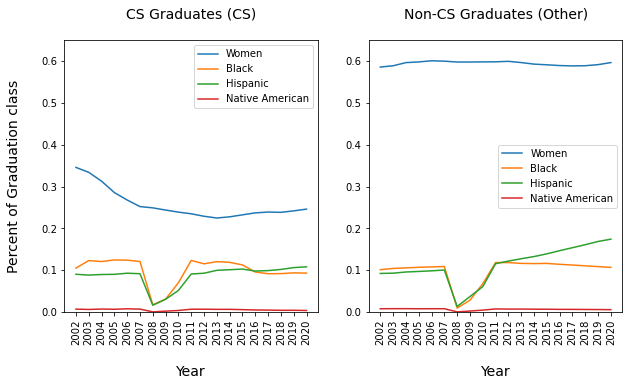 CS Graduates (CS)
Non-CS Graduates (Other)
Percent of Graduation class
0.6
0.5
0.4
0.3
0.2
0.1
0.0
Women
Black
Hispanic
Native American
2002 2003 2004 2005 2006 2007 2008 2009 2010 2011 2012 2013 2014 2015 2016 2017 2018 2019 2020
Year
0.6
0.5
0.4
0.3
0.2
0.1
0.0
Women
Black
Hispanic
Native American
2002 2003 2004 2005 2006 2007 2008 2009 2010 2011 2012 2013 2014 2015 2016 2017 2018 2019 2020
Year